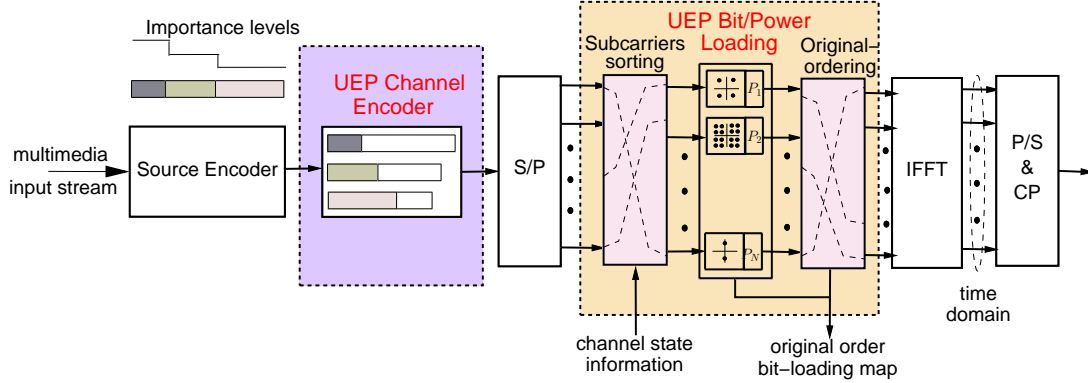 Importance levels
multimedia
input stream
Source Encoder
UEP Channel
Encoder
S/P
UEP Bit/Power
Loading
Subcarriers
sorting
Original–
ordering
P1
P2
PN
IFFT
P/S
&
CP
time
domain
channel state
information
original order
bit–loading map